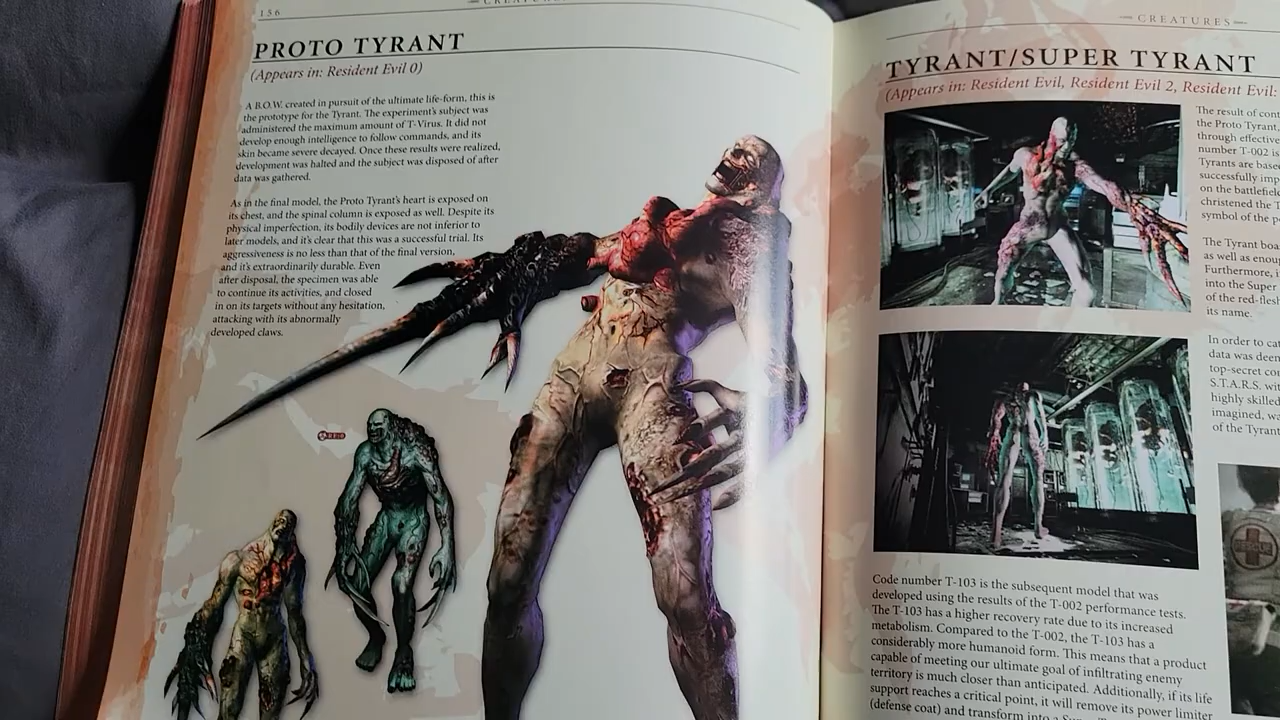 156
CREATURES
PROTO TYRANT
(Appears in: Resident Evil 0)
A B.O.W. created in pursuit of the ultimate life-form, this is
the prototype for the Tyrant. The experiment's subject was
administered the maximum amount of T-Virus. It did not
develop enough intelligence to follow commands, and its
skin became severe decayed. Once these results were realized,
development was halted and the subject was disposed of after
data was gathered.
As in the final model, the Proto Tyrant's heart is exposed on
its chest, and the spinal column is exposed as well. Despite its
physical imperfection, its bodily devices are not inferior to
later models, and it's clear that this was a successful trial. Its
aggressiveness is no less than that of the final version,
and it's extraordinarily durable. Even
after disposal, the specimen was able
to continue its activities, and closed
in on its targets without any hesitation,
attacking with its abnormally
developed claws.
CREATURES
TYRANT/SUPER TYRANT
(Appears in: Resident Evil, Resident Evil 2, Resident Evil:
The result of
the Proto Tyrant
through effective
number T-002 is
Tyrants are
successfully
on the
christened the
symbol of the
The Tyrant
as well as
Furthermore,
into the Super
of the
its name.
In order to
data was
top-secret
S.T.A.R.S.
highly skilled
imagined,
of the Tyrant
Code number T-103 is the subsequent model that was
developed using the results of the T-002 performance tests.
The T-103 has a higher recovery rate due to its increased
metabolism. Compared to the T-002, the T-103 has a
considerably more humanoid form. This means that a product
capable of meeting our ultimate goal of infiltrating enemy
territory is much closer than anticipated. Additionally, if its life
support reaches a critical point, it will remove its power limiter
(defense coat) and transform into a